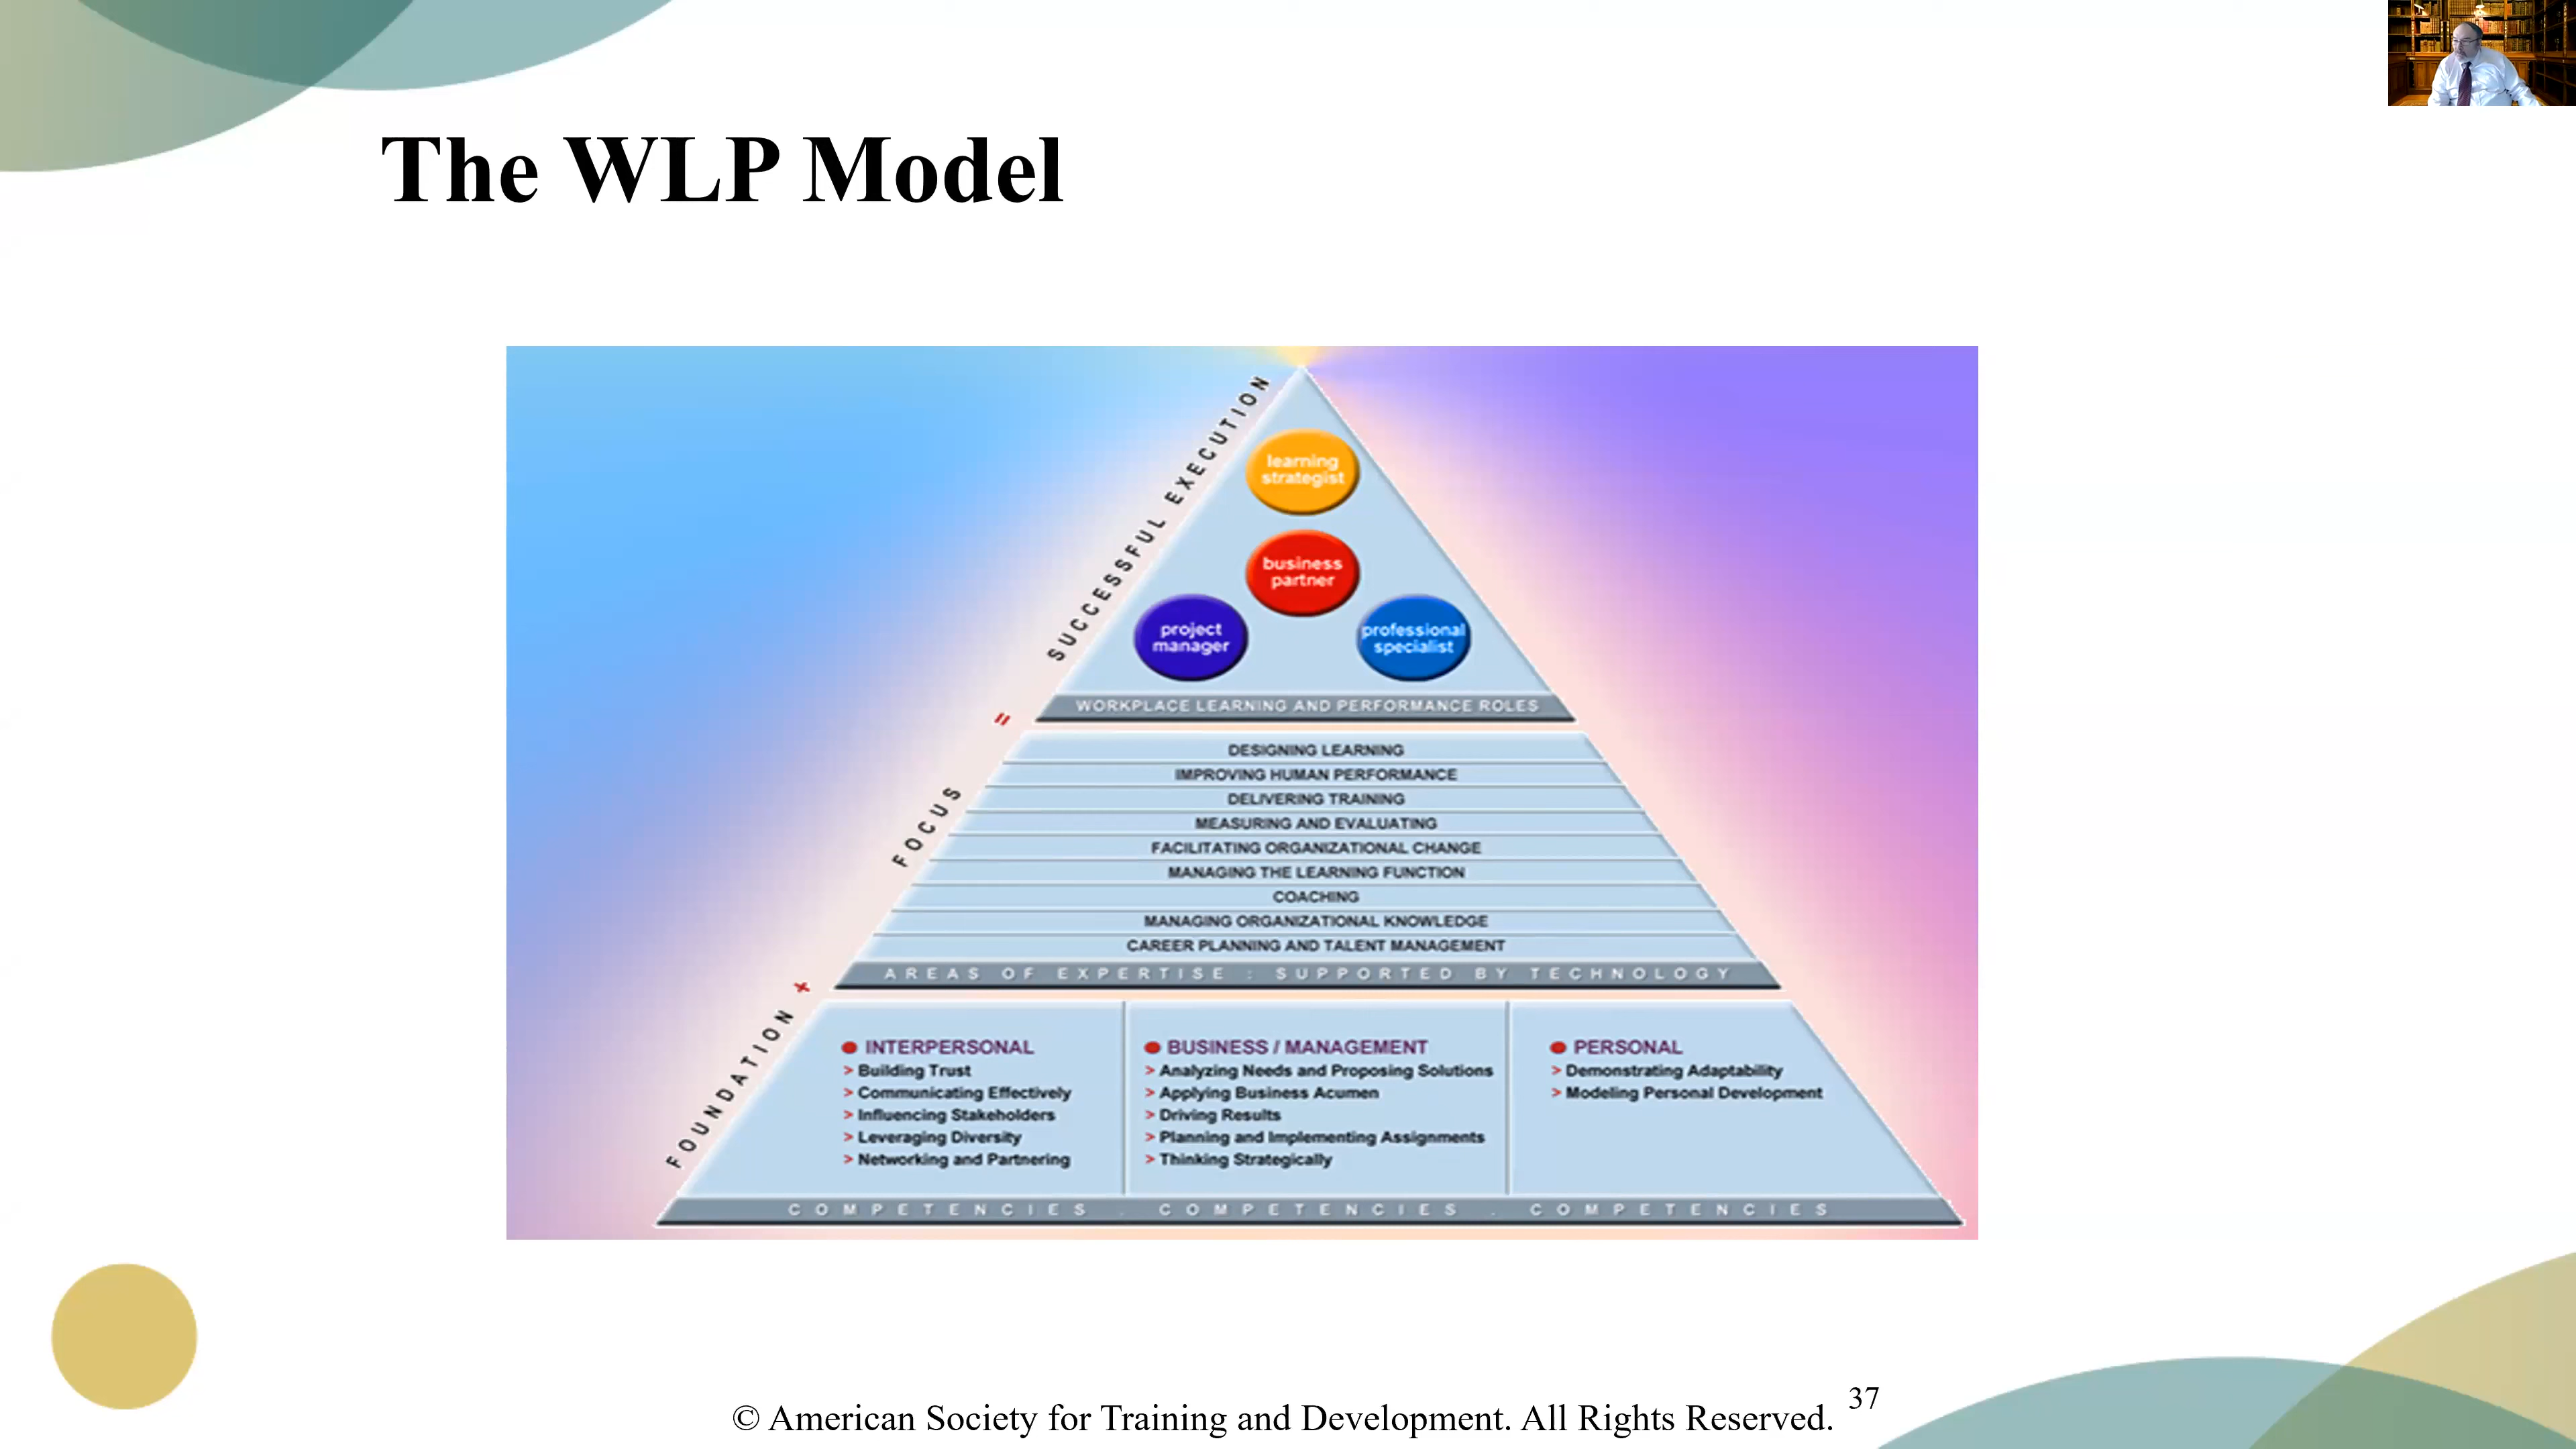 The WLP Model
SUCCESSFUL EXECUTION
learning
strategist
business
partner
project
manager
professional
specialist
WORKPLACE LEARNING AND PERFORMANCE ROLES
=
FOCUS
DESIGNING LEARNING
IMPROVING HUMAN PERFORMANCE
DELIVERING TRAINING
MEASURING AND EVALUATING
FACILITATING ORGANIZATIONAL CHANGE
MANAGING THE LEARNING FUNCTION
COACHING
MANAGING ORGANIZATIONAL KNOWLEDGE
CAREER PLANNING AND TALENT MANAGEMENT
AREAS OF EXPERTISE : SUPPORTED BY TECHNOLOGY
+
FOUNDATION
● INTERPERSONAL
> Building Trust
> Communicating Effectively
> Influencing Stakeholders
> Leveraging Diversity
> Networking and Partnering
● BUSINESS / MANAGEMENT
> Analyzing Needs and Proposing Solutions
> Applying Business Acumen
> Driving Results
> Planning and Implementing Assignments
> Thinking Strategically
● PERSONAL
> Demonstrating Adaptability
> Modeling Personal Development
COMPETENCIES . COMPETENCIES . COMPETENCIES
© American Society for Training and Development. All Rights Reserved.
37